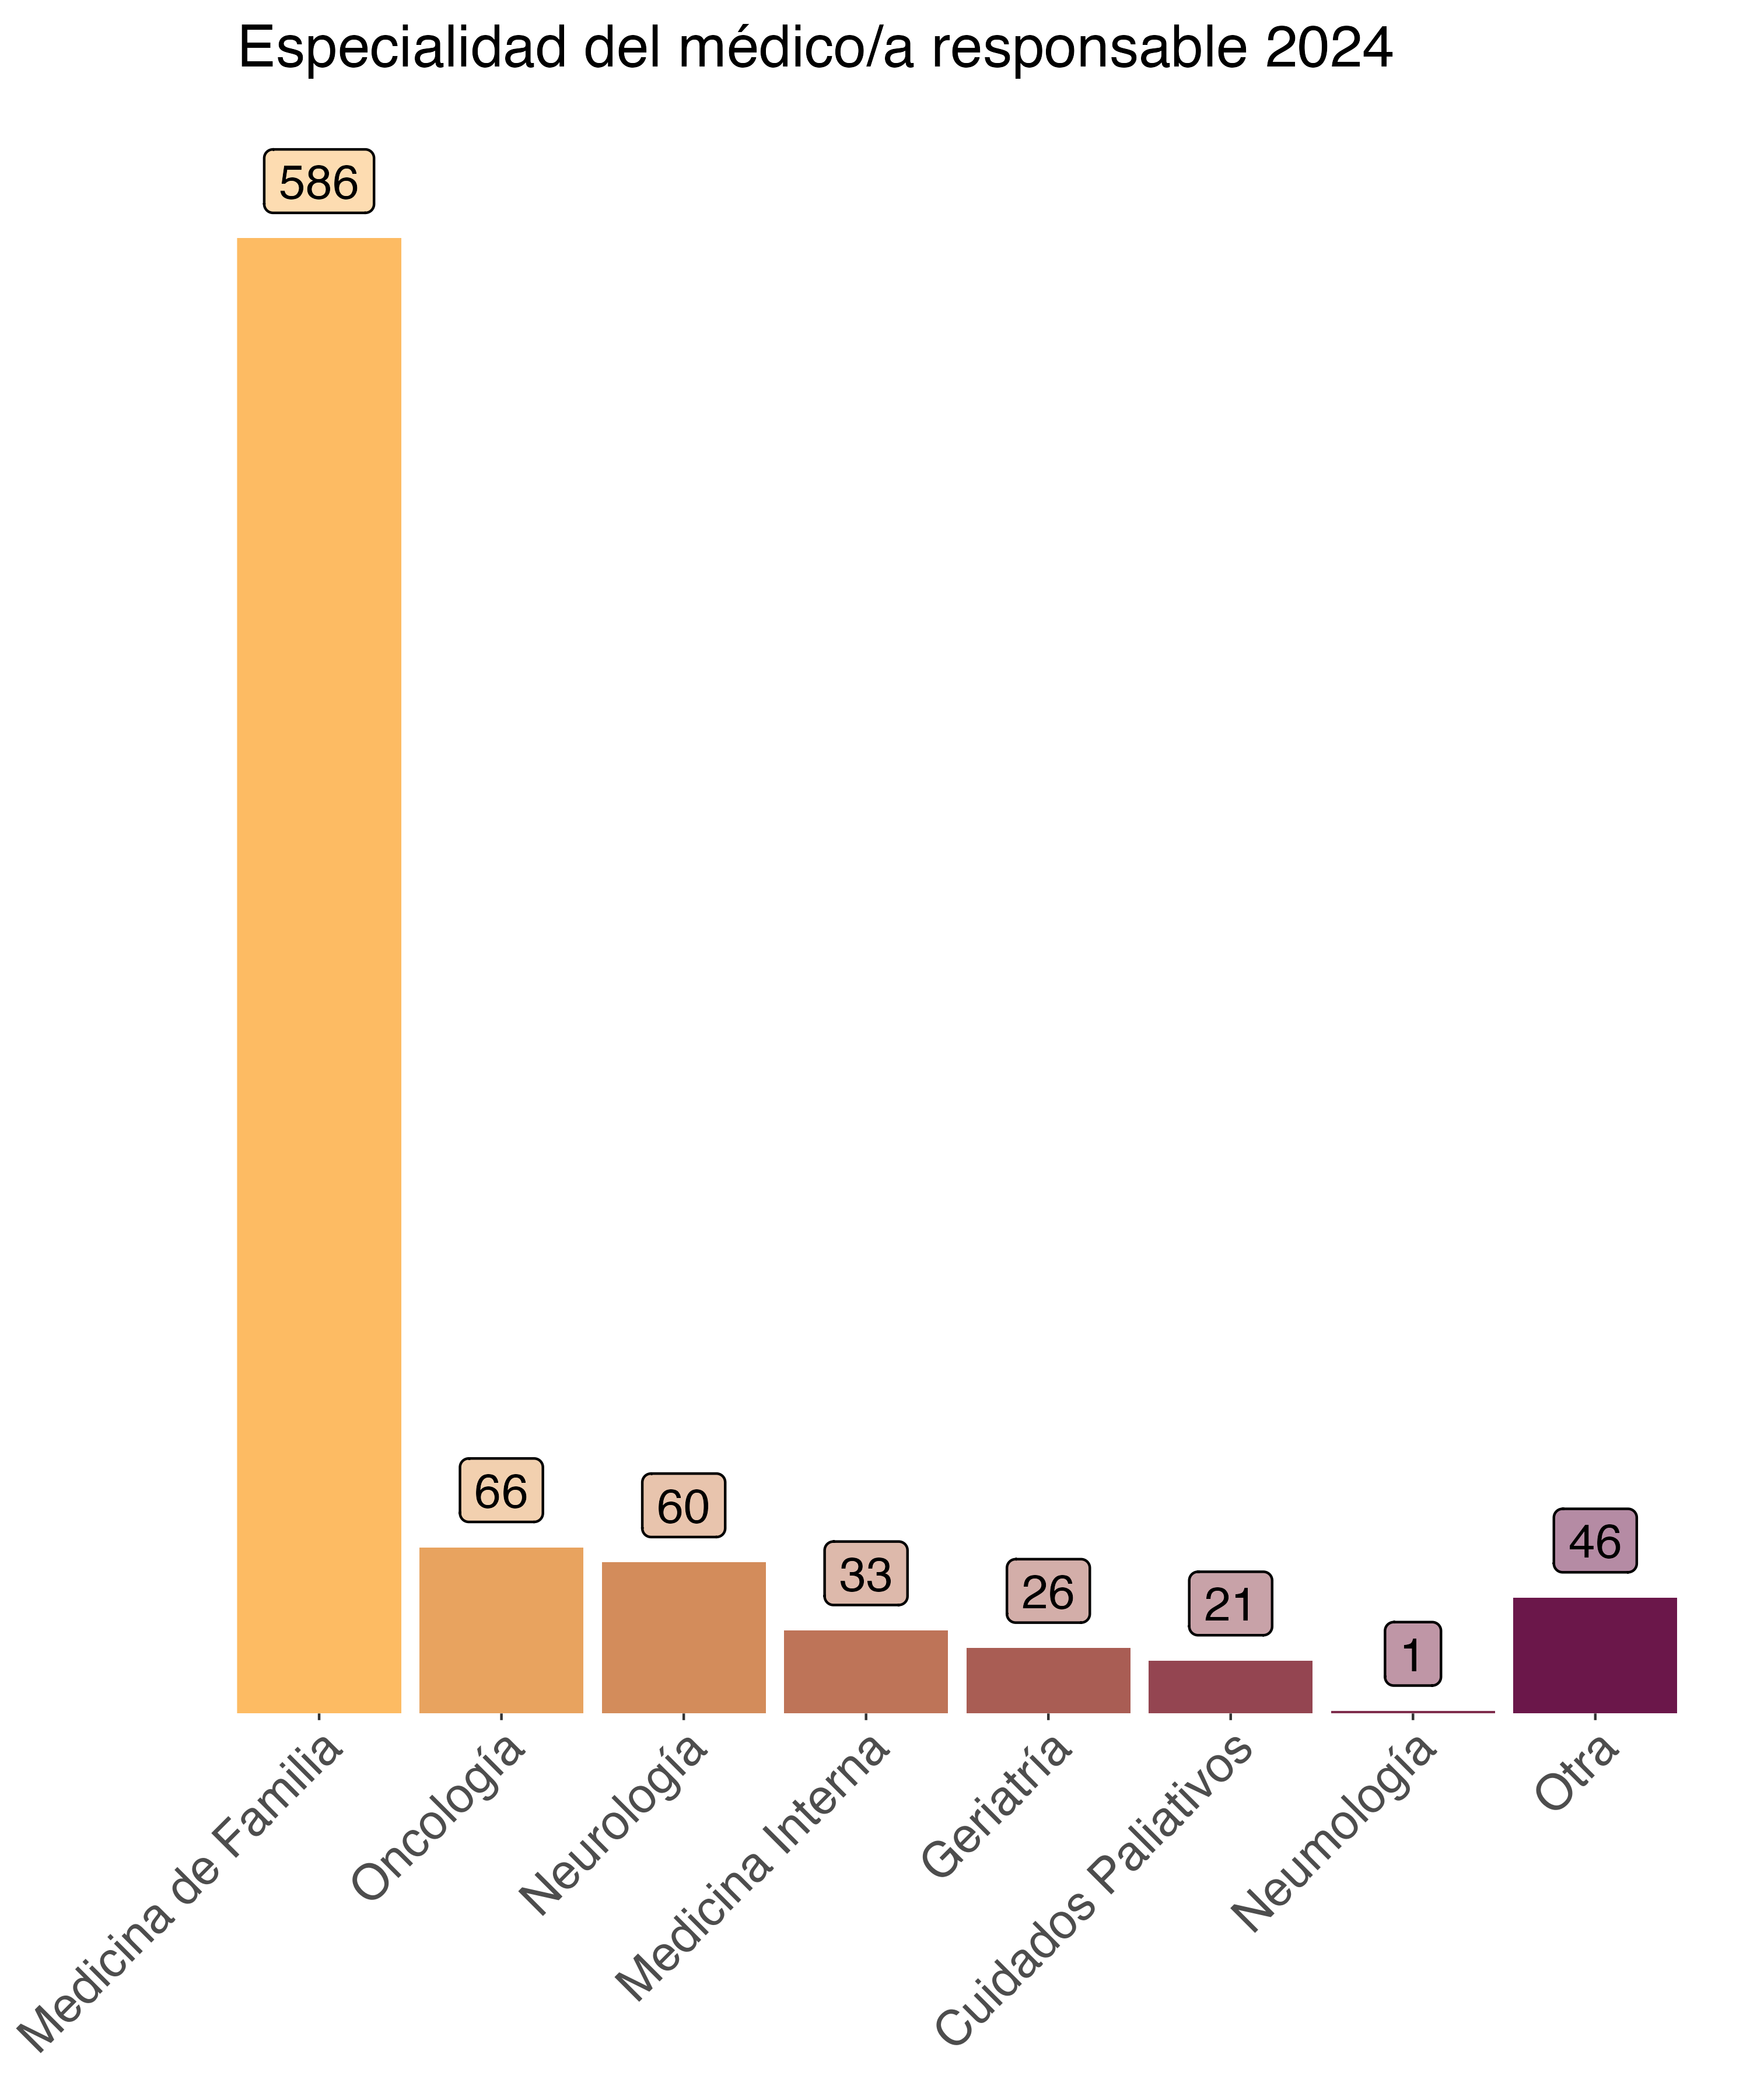 Especialidad del médico/a responsable 2024
586
66
60
33
26
21
1
46
Medicina de Familia
Oncología
Neurología
Medicina Interna
Geriatría
Cuidados Paliativos
Neumología
Otra